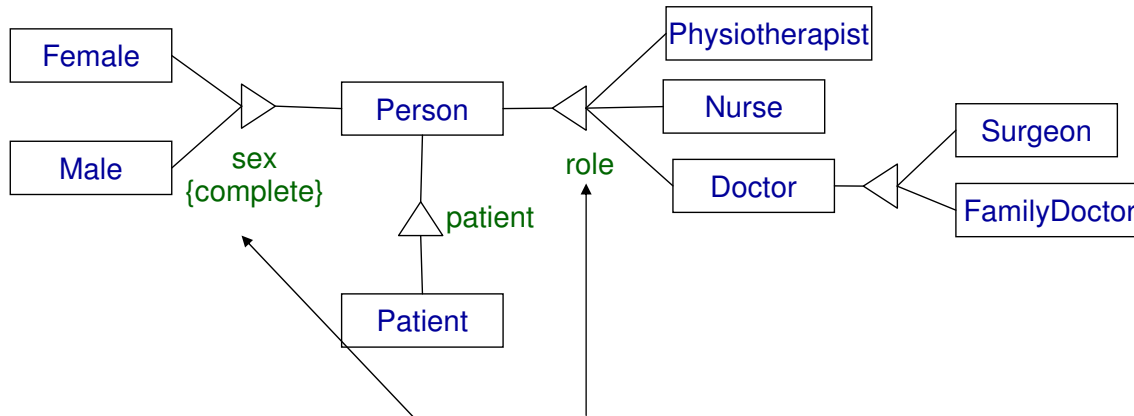 Female
Male
sex
{complete}
Person
patient
Patient
role
Physiotherapist
Nurse
Doctor
Surgeon
FamilyDoctor